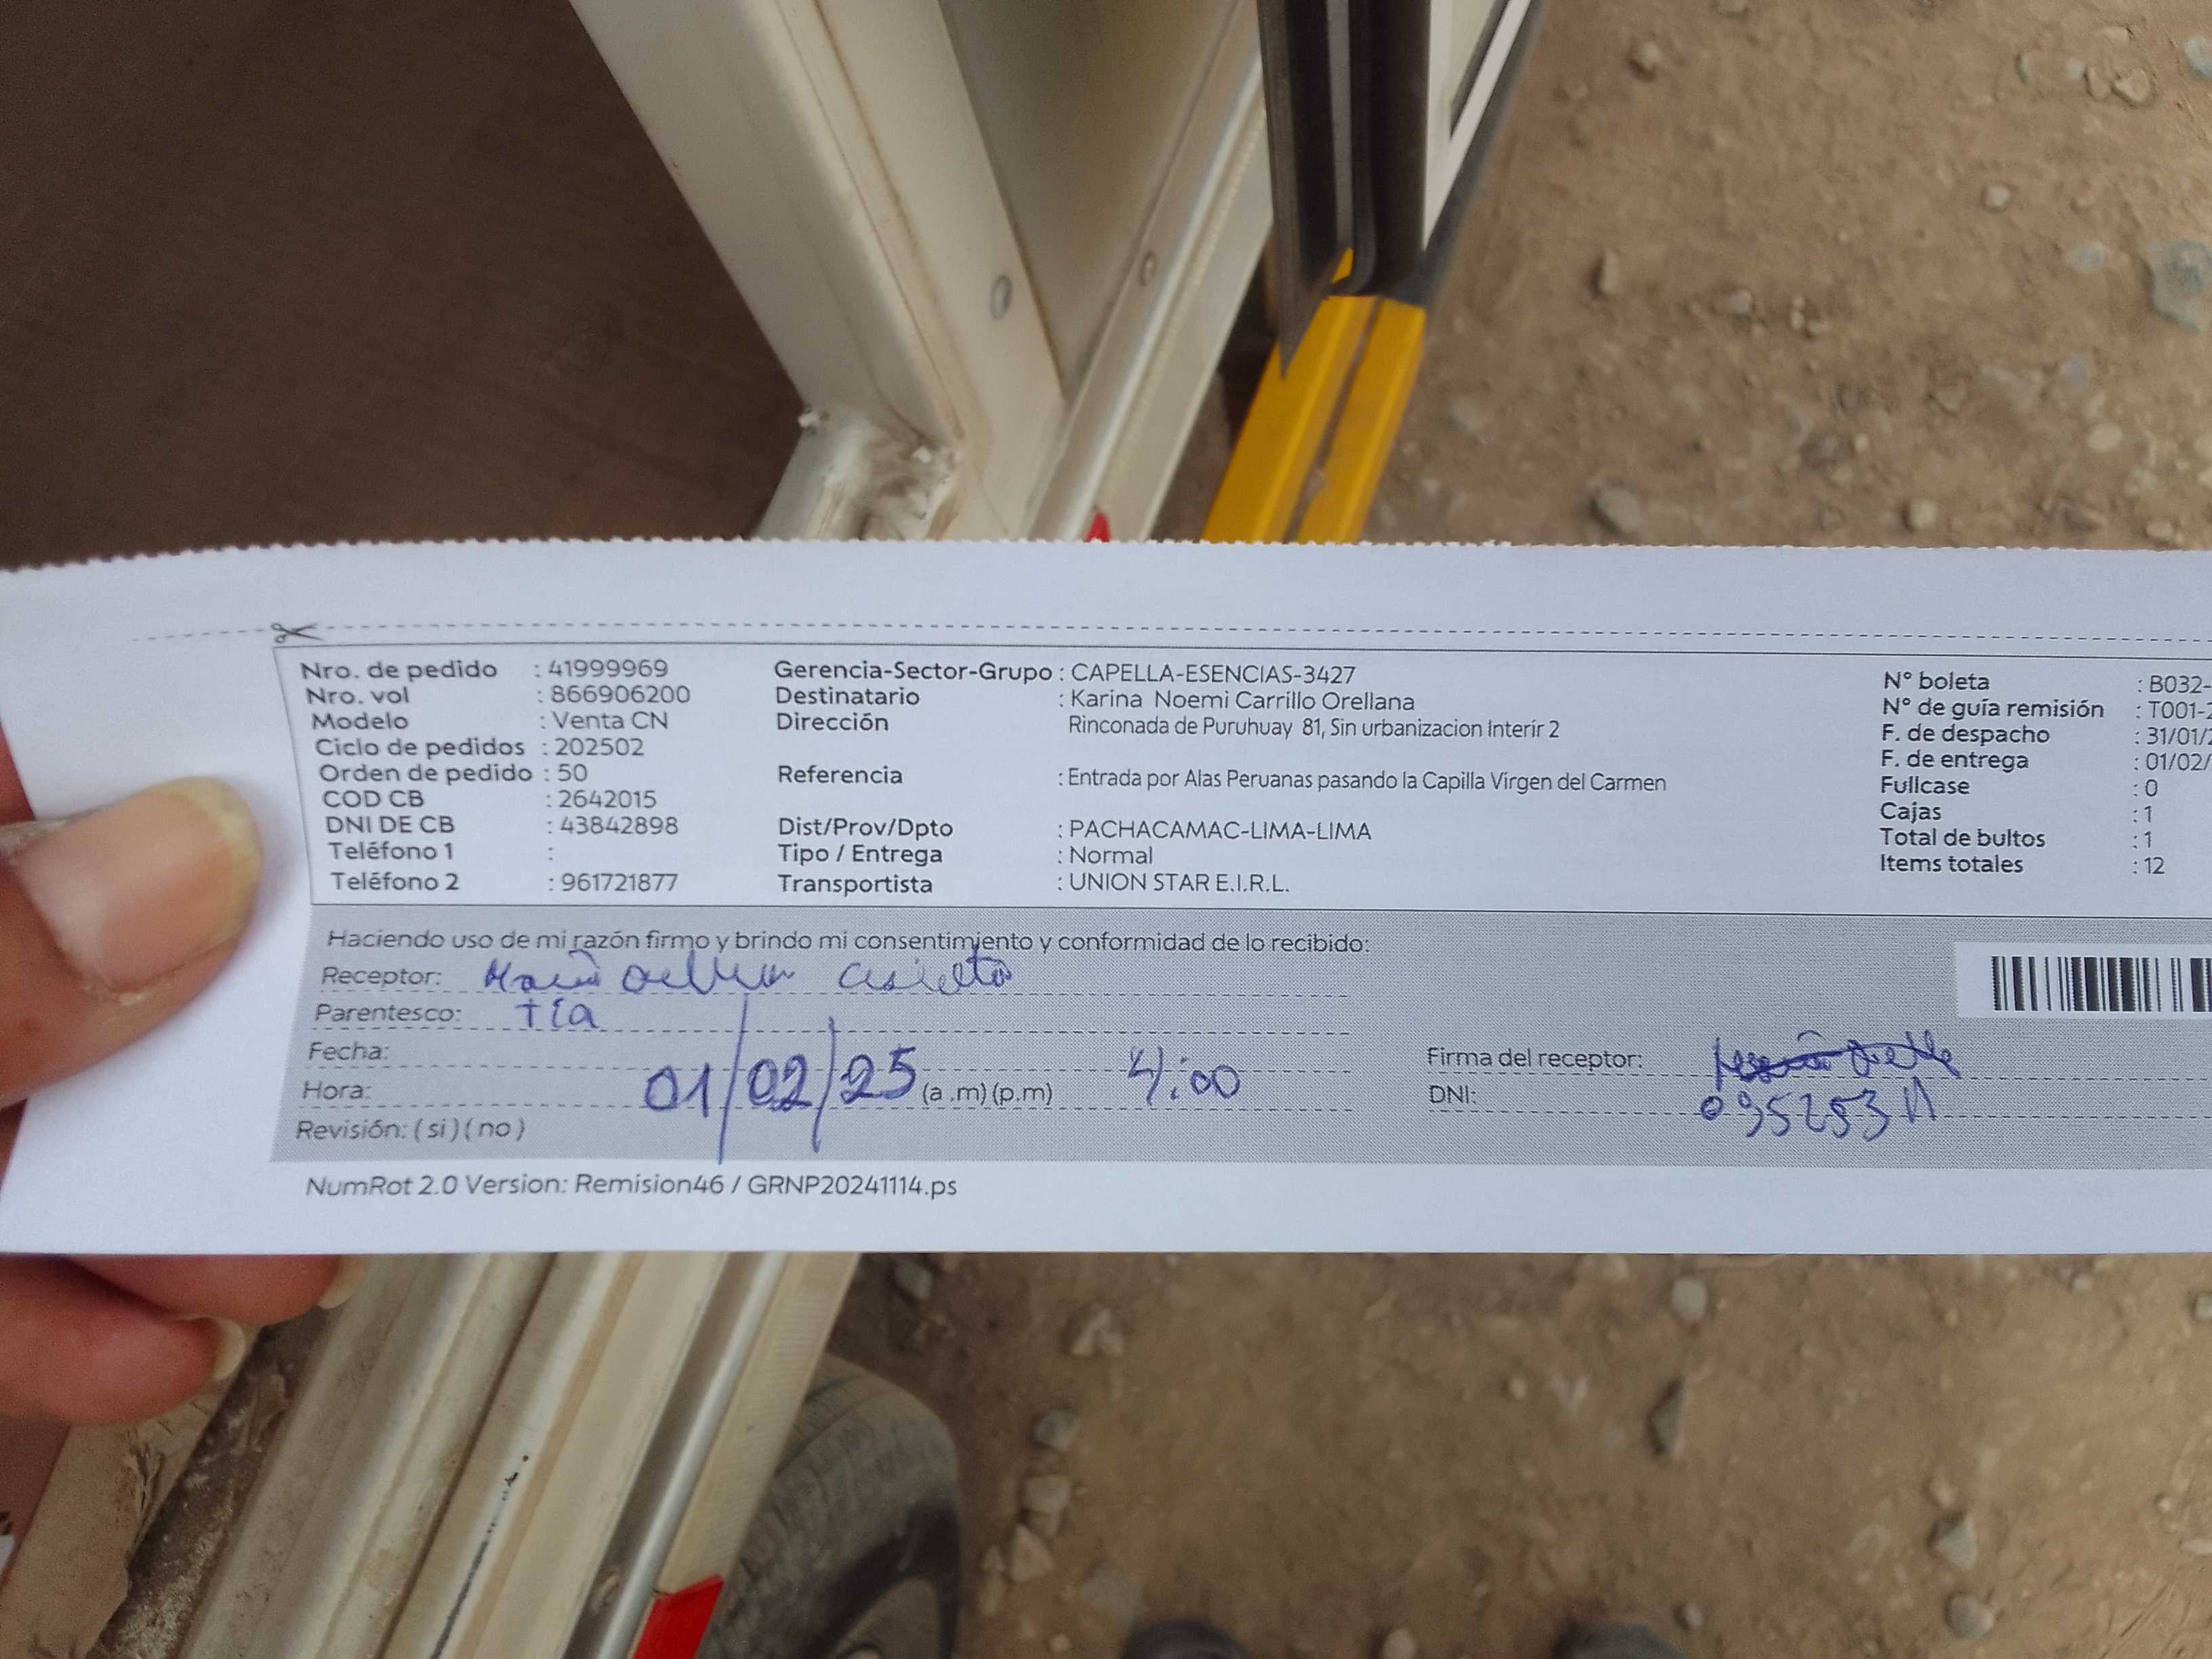 Nro. de pedido : 41999969
Nro. vol : 866906200
Modelo : Venta CN
Ciclo de pedidos : 202502
Orden de pedido : 50
COD CB : 2642015
DNI DE CB : 43842898
Teléfono 1 :
Teléfono 2 : 961721877
Gerencia-Sector-Grupo : CAPELLA-ESENCIAS-3427
Destinatario : Karina Noemi Carrillo Orellana
Dirección Rinconada de Puruhuay 81, Sin urbanizacion Interir 2
Referencia : Entrada por Alas Peruanas pasando la Capilla Virgen del Carmen
Dist/Prov/Dpto : PACHACAMAC-LIMA-LIMA
Tipo / Entrega : Normal
Transportista : UNION STAR E.I.R.L.
N° boleta : B032-
N° de guía remisión : T001-2
F. de despacho : 31/01/2
F. de entrega : 01/02/
Fullcase : 0
Cajas : 1
Total de bultos : 1
Items totales : 12
Haciendo uso de mi razón firmo y brindo mi consentimiento y conformidad de lo recibido:
Receptor: María
Parentesco: tía
Fecha: 01/02/25
Hora: (a .m) (p.m) 4:00
Revisión: ( si ) ( no )
Firma del receptor:
DNI:
NumRot 2.0 Version: Remision46 / GRNP20241114.ps